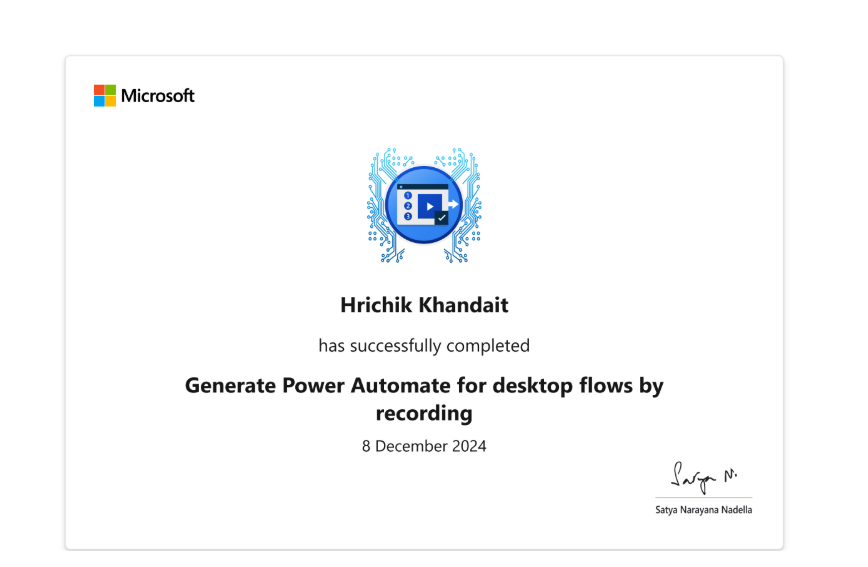 Microsoft
1
2
3
Hrichik Khandait
has successfully completed
Generate Power Automate for desktop flows by
recording
8 December 2024
Satya N.
Satya Narayana Nadella